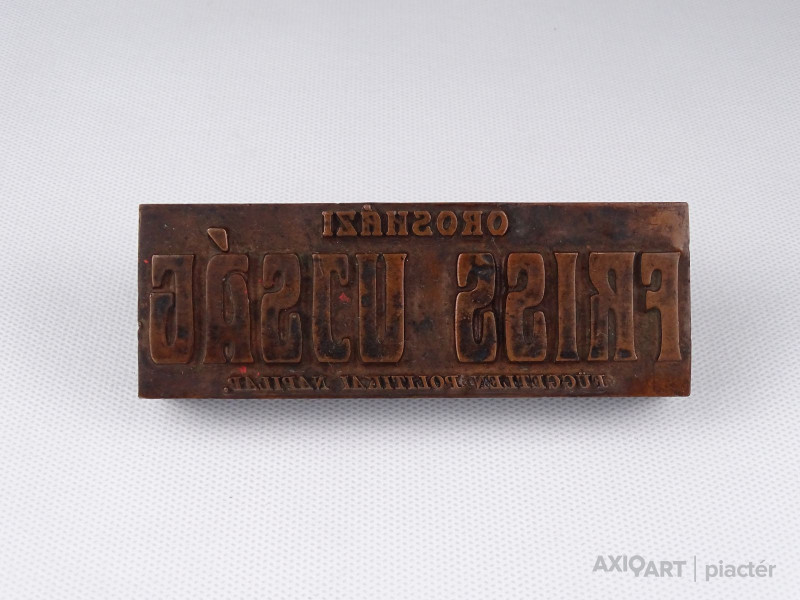 OROSHÁZI
FRISS UJSÁG
FÜGGETLEN POLITIKAI NAPILAP.
AXIOART | piactér